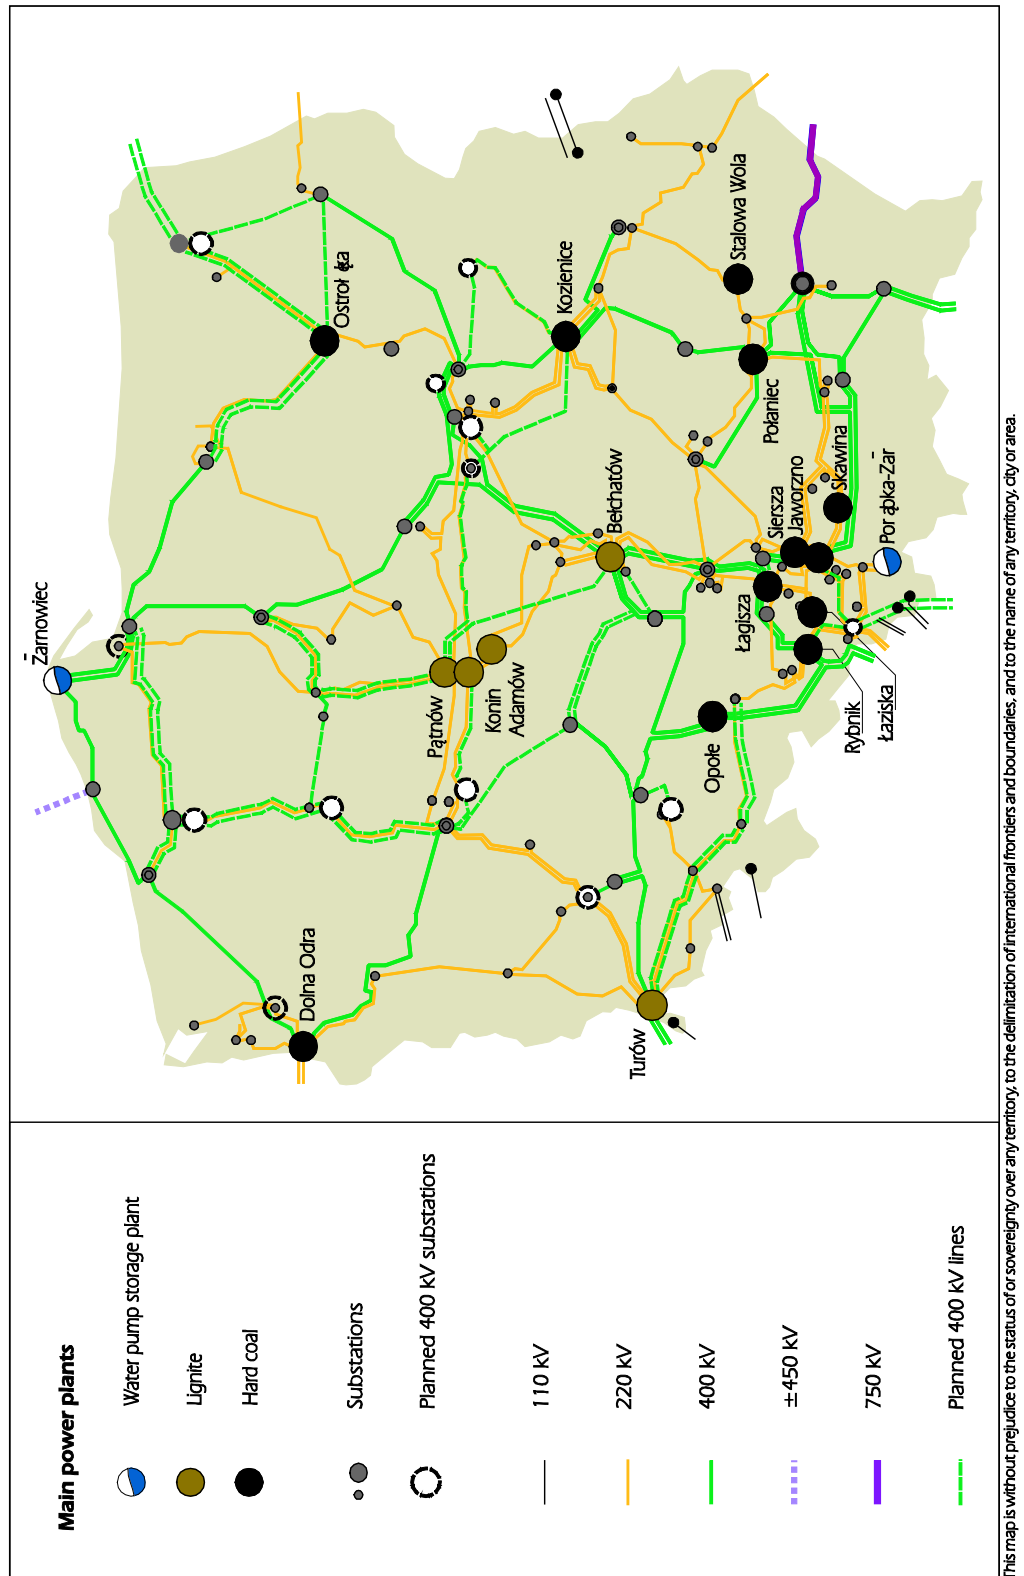 Main power plants
Water pump storage plant
Lignite
Hard coal
Substations
Planned 400 kV substations
110 kV
220 kV
400 kV
±450 kV
750 kV
Planned 400 kV lines
Żarnowiec
Dolna Odra
Ostroł ęka
Pątnów
Konin
Adamów
Kozienice
Bełchatów
Turów
Opole
Stalowa Wola
Połaniec
Łagisza
Siersza
Jaworzno
Skawina
Rybnik
Łaziska
Por ąbka-Żar
This map is without prejudice to the status of or sovereignty over any territory, to the delimitation of international frontiers and boundaries, and to the name of any territory, city or area.